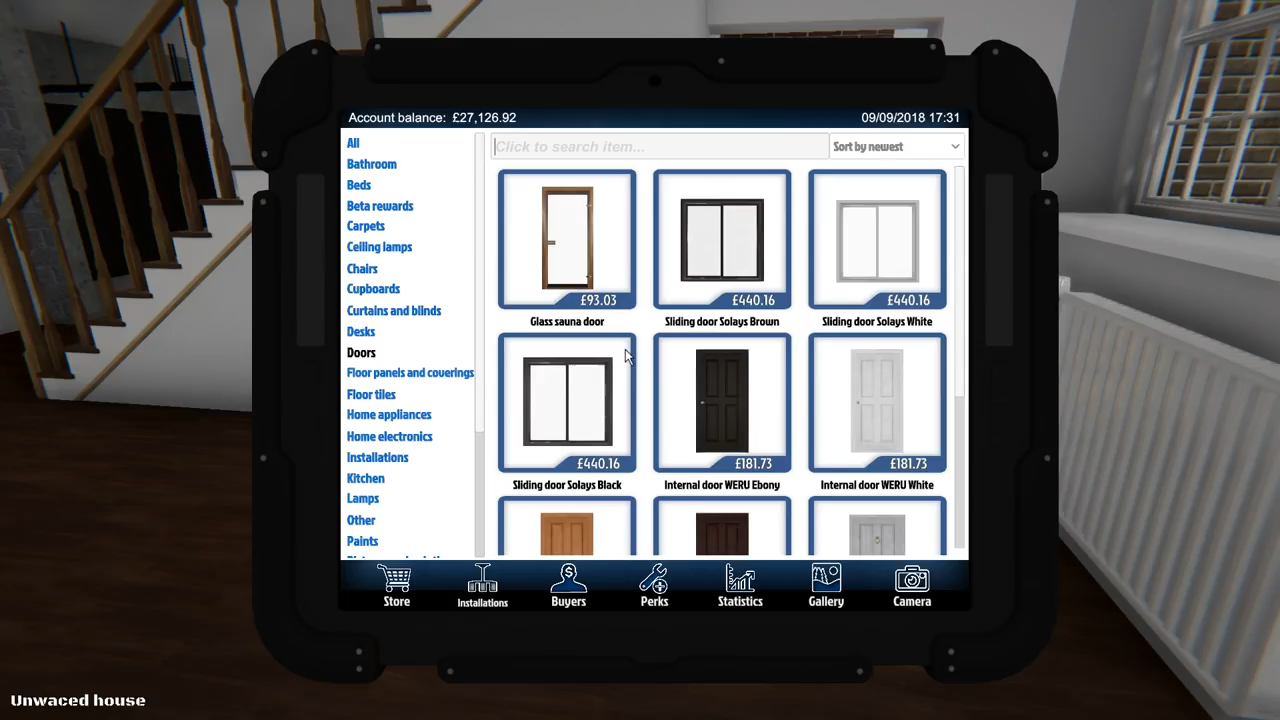 Account balance: £27,126.92
09/09/2018 17:31
All
Bathroom
Beds
Beta rewards
Carpets
Ceiling lamps
Chairs
Cupboards
Curtains and blinds
Desks
Doors
Floor panels and coverings
Floor tiles
Home appliances
Home electronics
Installations
Kitchen
Lamps
Other
Paints
Click to search item...
Sort by newest
£93.03
£440.16
£440.16
Glass sauna door
Sliding door Solays Brown
Sliding door Solays White
£440.16
£181.73
£181.73
Sliding door Solays Black
Internal door WERU Ebony
Internal door WERU White
Store
Installations
Buyers
Perks
Statistics
Gallery
Camera
Unwaced house